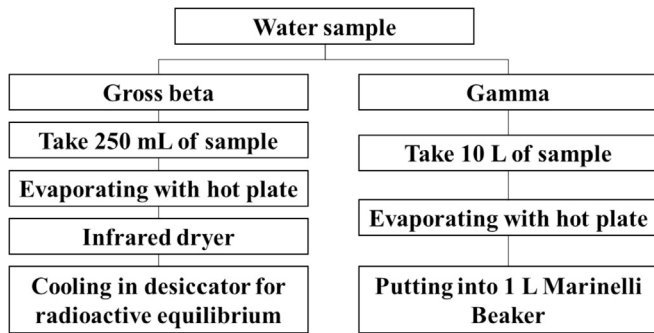 Water sample
Gross beta
Take 250 mL of sample
Evaporating with hot plate
Infrared dryer
Cooling in desiccator for
radioactive equilibrium
Gamma
Take 10 L of sample
Evaporating with hot plate
Putting into 1 L Marinelli
Beaker